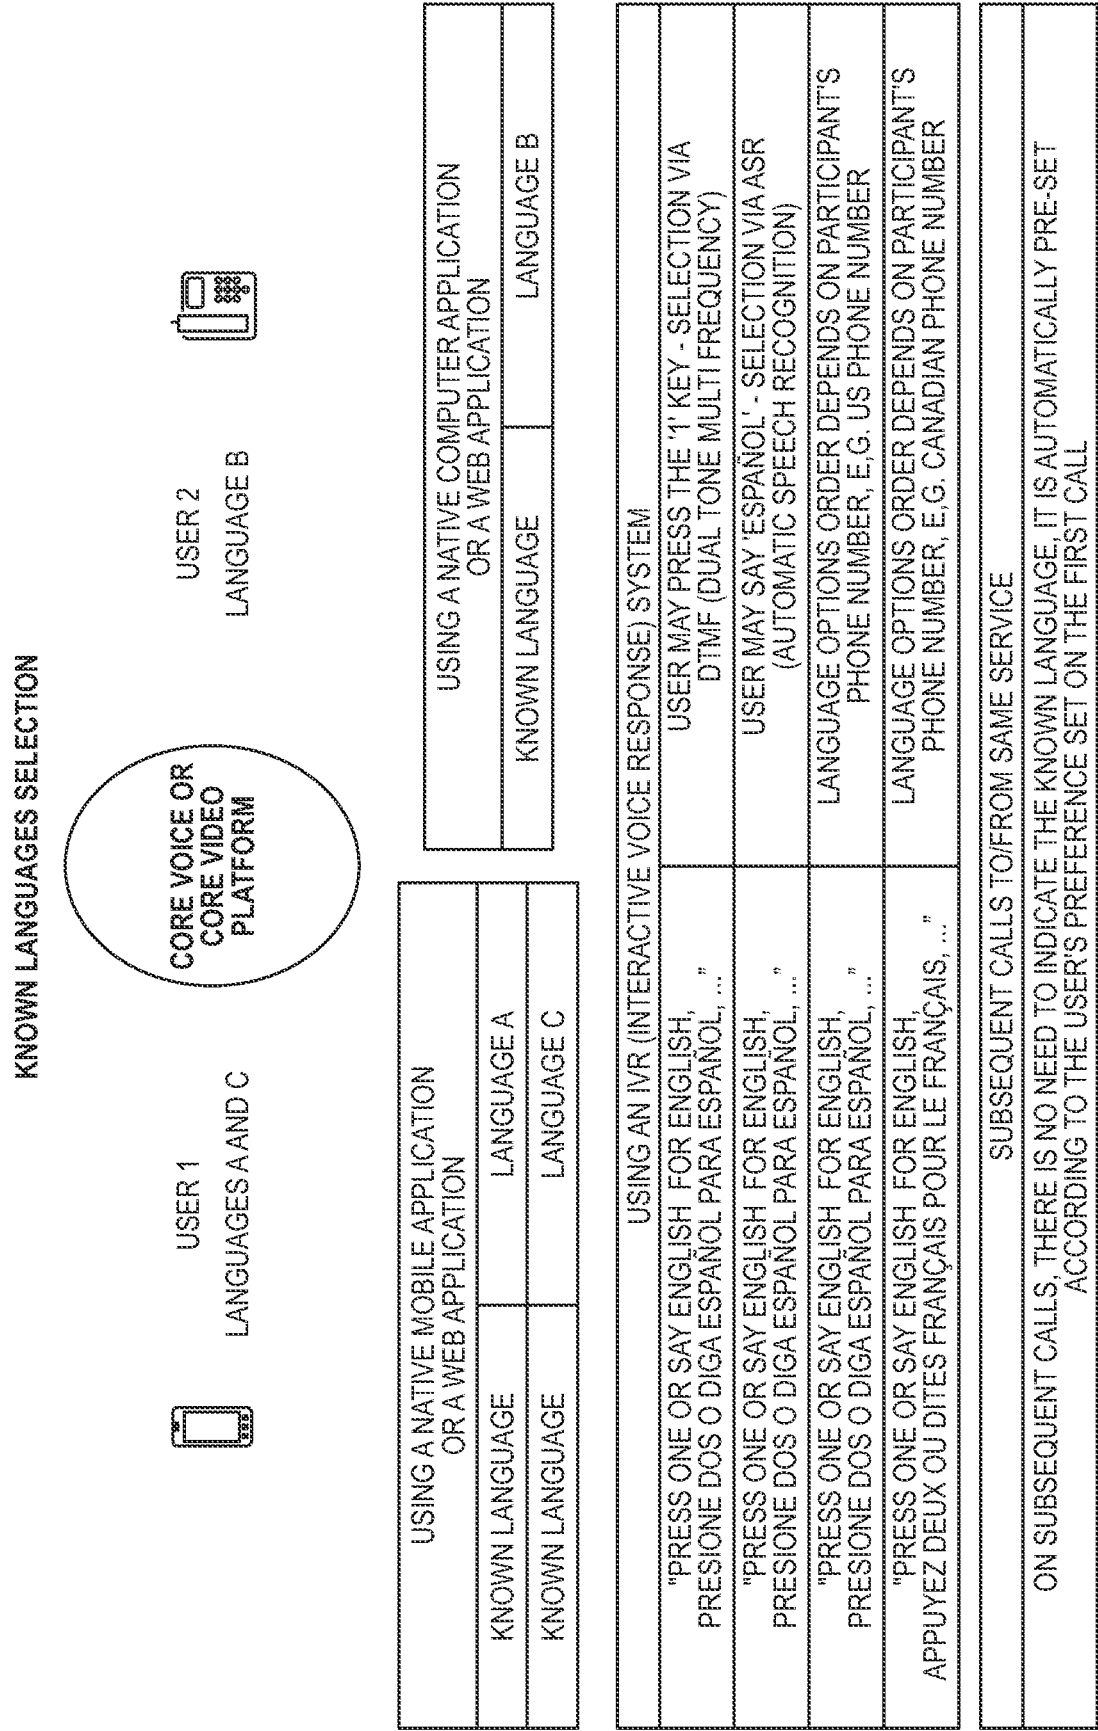 KNOWN LANGUAGES SELECTION
USER 1
LANGUAGES A AND C
CORE VOICE OR
CORE VIDEO
PLATFORM
USER 2
LANGUAGE B
USING A NATIVE MOBILE APPLICATION
OR A WEB APPLICATION
KNOWN LANGUAGE
LANGUAGE A
KNOWN LANGUAGE
LANGUAGE C
USING A NATIVE COMPUTER APPLICATION
OR A WEB APPLICATION
KNOWN LANGUAGE
LANGUAGE B
USING AN IVR (INTERACTIVE VOICE RESPONSE) SYSTEM
"PRESS ONE OR SAY ENGLISH FOR ENGLISH,
PRESIONE DOS O DIGA ESPAÑOL PARA ESPAÑOL, ..."
USER MAY PRESS THE '1' KEY - SELECTION VIA
DTMF (DUAL TONE MULTI FREQUENCY)
"PRESS ONE OR SAY ENGLISH FOR ENGLISH,
PRESIONE DOS O DIGA ESPAÑOL PARA ESPAÑOL, ..."
USER MAY SAY 'ESPAÑOL' - SELECTION VIA ASR
(AUTOMATIC SPEECH RECOGNITION)
"PRESS ONE OR SAY ENGLISH FOR ENGLISH,
PRESIONE DOS O DIGA ESPAÑOL PARA ESPAÑOL, ..."
LANGUAGE OPTIONS ORDER DEPENDS ON PARTICIPANT'S
PHONE NUMBER, E,G. US PHONE NUMBER
"PRESS ONE OR SAY ENGLISH FOR ENGLISH,
APPUYEZ DEUX OU DITES FRANÇAIS POUR LE FRANÇAIS, ..."
LANGUAGE OPTIONS ORDER DEPENDS ON PARTICIPANT'S
PHONE NUMBER, E,G. CANADIAN PHONE NUMBER
SUBSEQUENT CALLS TO/FROM SAME SERVICE
ON SUBSEQUENT CALLS, THERE IS NO NEED TO INDICATE THE KNOWN LANGUAGE, IT IS AUTOMATICALLY PRE-SET
ACCORDING TO THE USER'S PREFERENCE SET ON THE FIRST CALL